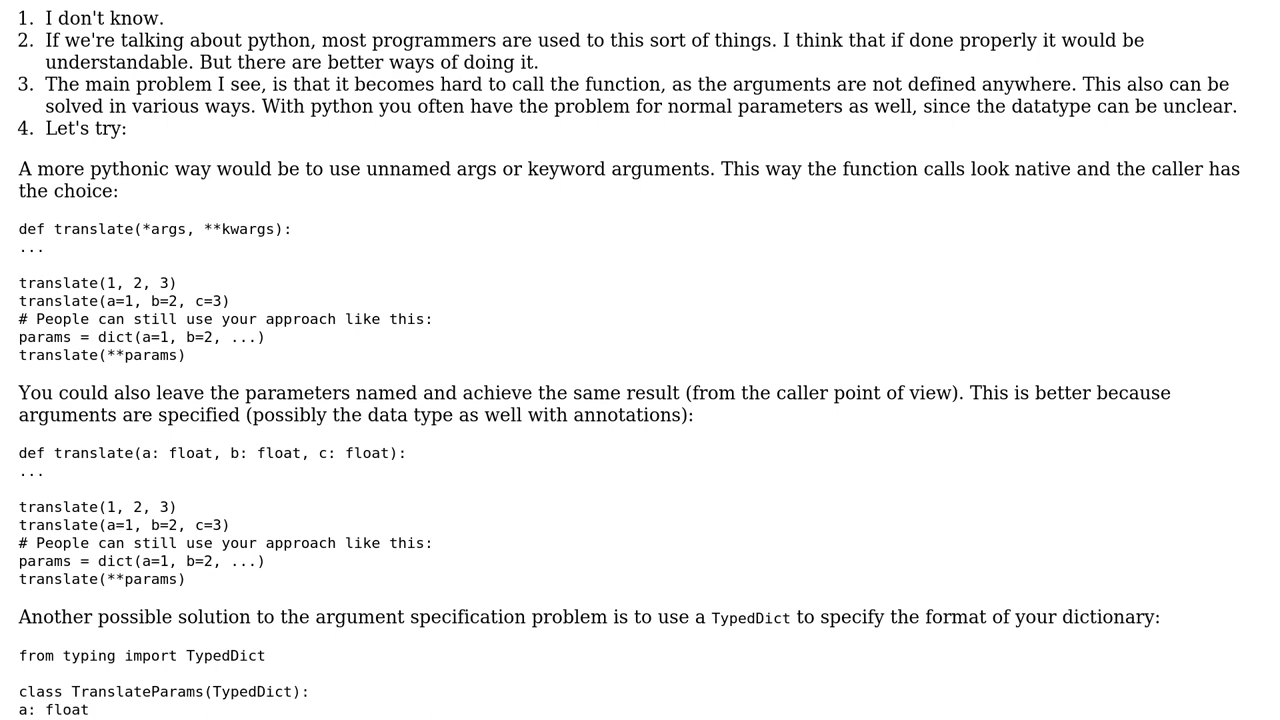 1. I don't know.
2. If we're talking about python, most programmers are used to this sort of things. I think that if done properly it would be
understandable. But there are better ways of doing it.
3. The main problem I see, is that it becomes hard to call the function, as the arguments are not defined anywhere. This also can be
solved in various ways. With python you often have the problem for normal parameters as well, since the datatype can be unclear.
4. Let's try:
A more pythonic way would be to use unnamed args or keyword arguments. This way the function calls look native and the caller has
the choice:
def translate(*args, **kwargs):
...
translate(1, 2, 3)
translate(a=1, b=2, c=3)
# People can still use your approach like this:
params = dict(a=1, b=2, ...)
translate(**params)
You could also leave the parameters named and achieve the same result (from the caller point of view). This is better because
arguments are specified (possibly the data type as well with annotations):
def translate(a: float, b: float, c: float):
...
translate(1, 2, 3)
translate(a=1, b=2, c=3)
# People can still use your approach like this:
params = dict(a=1, b=2, ...)
translate(**params)
Another possible solution to the argument specification problem is to use a TypedDict to specify the format of your dictionary:
from typing import TypedDict
class TranslateParams(TypedDict):
a: float